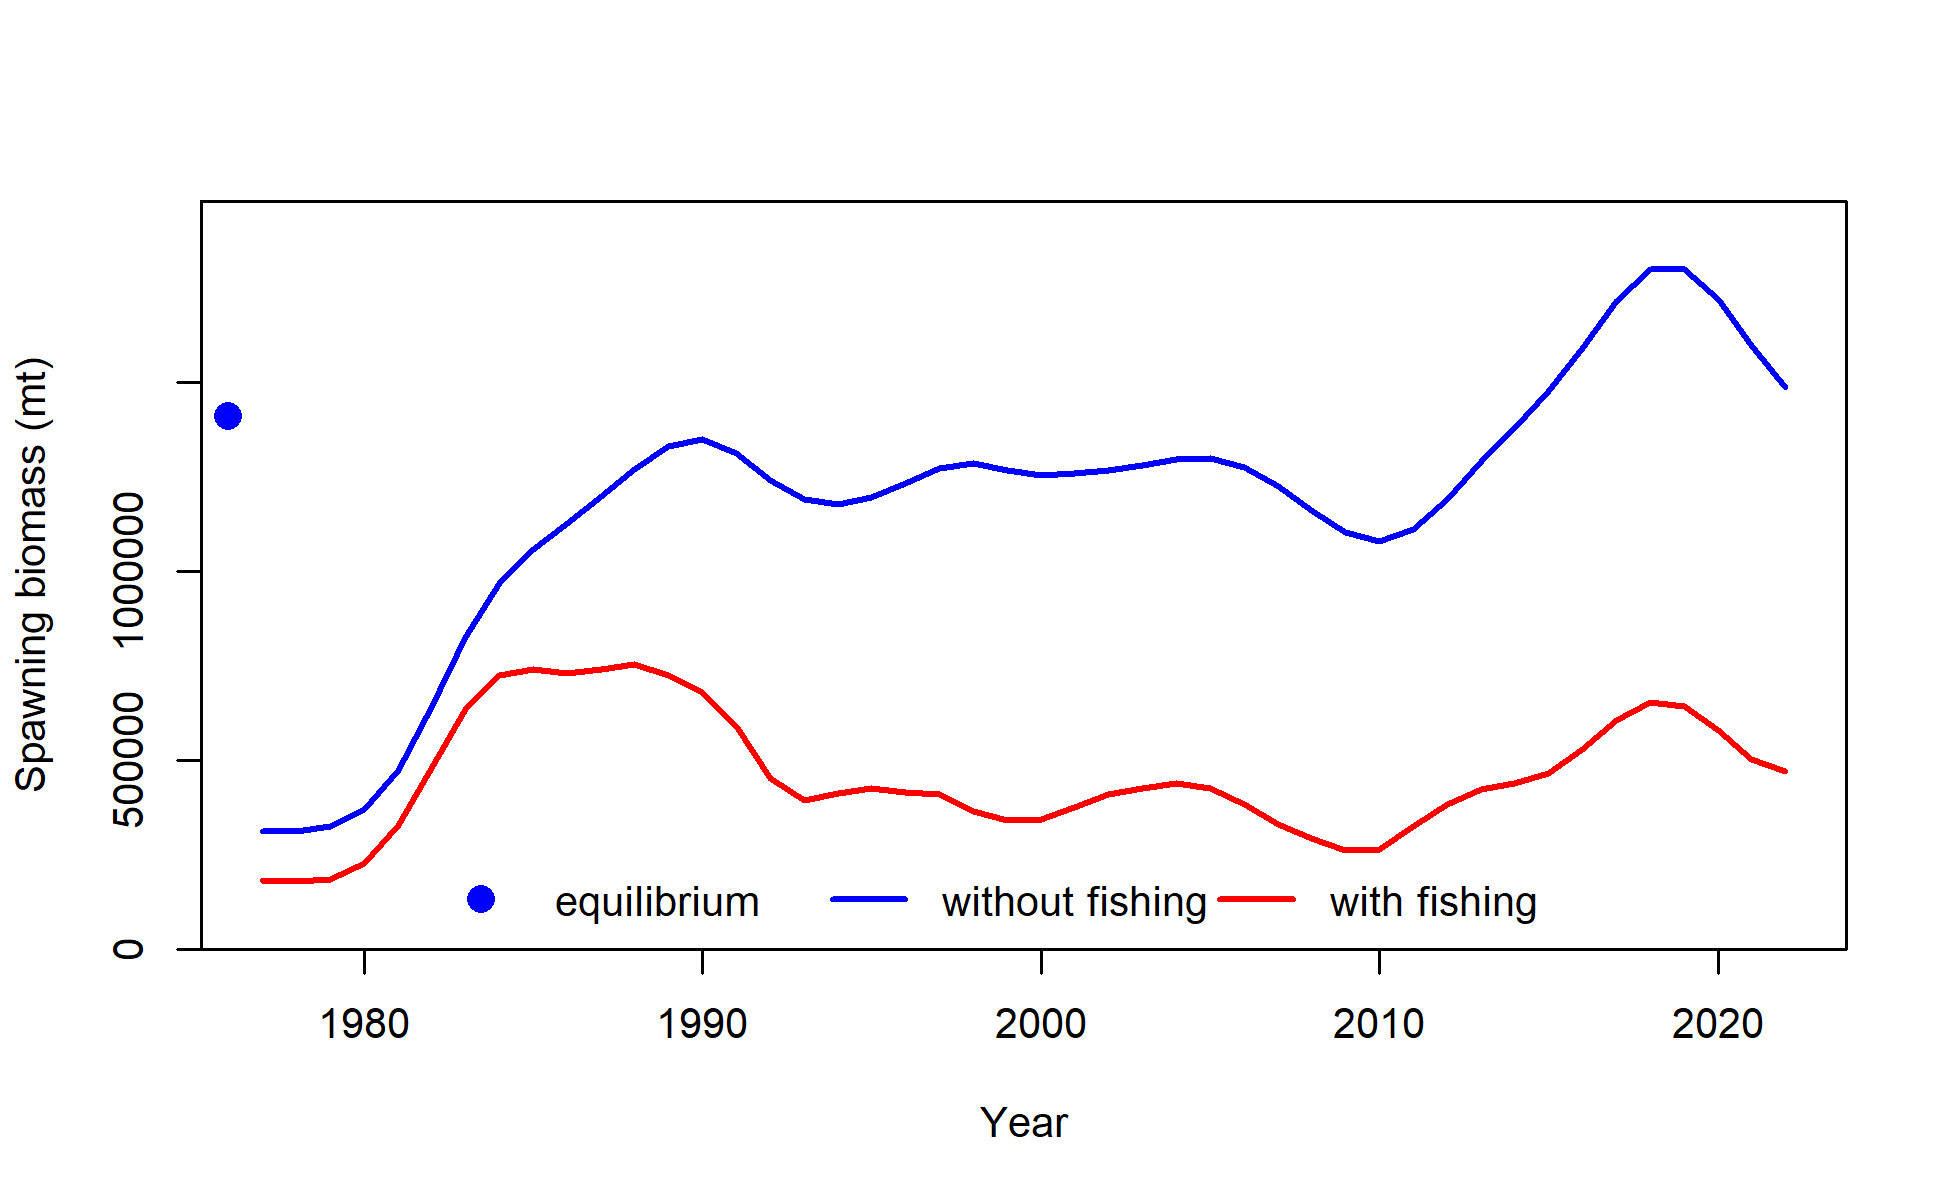 Spawning biomass (mt)
1000000
500000
0
equilibrium without fishing with fishing
1980 1990 2000 2010 2020
Year